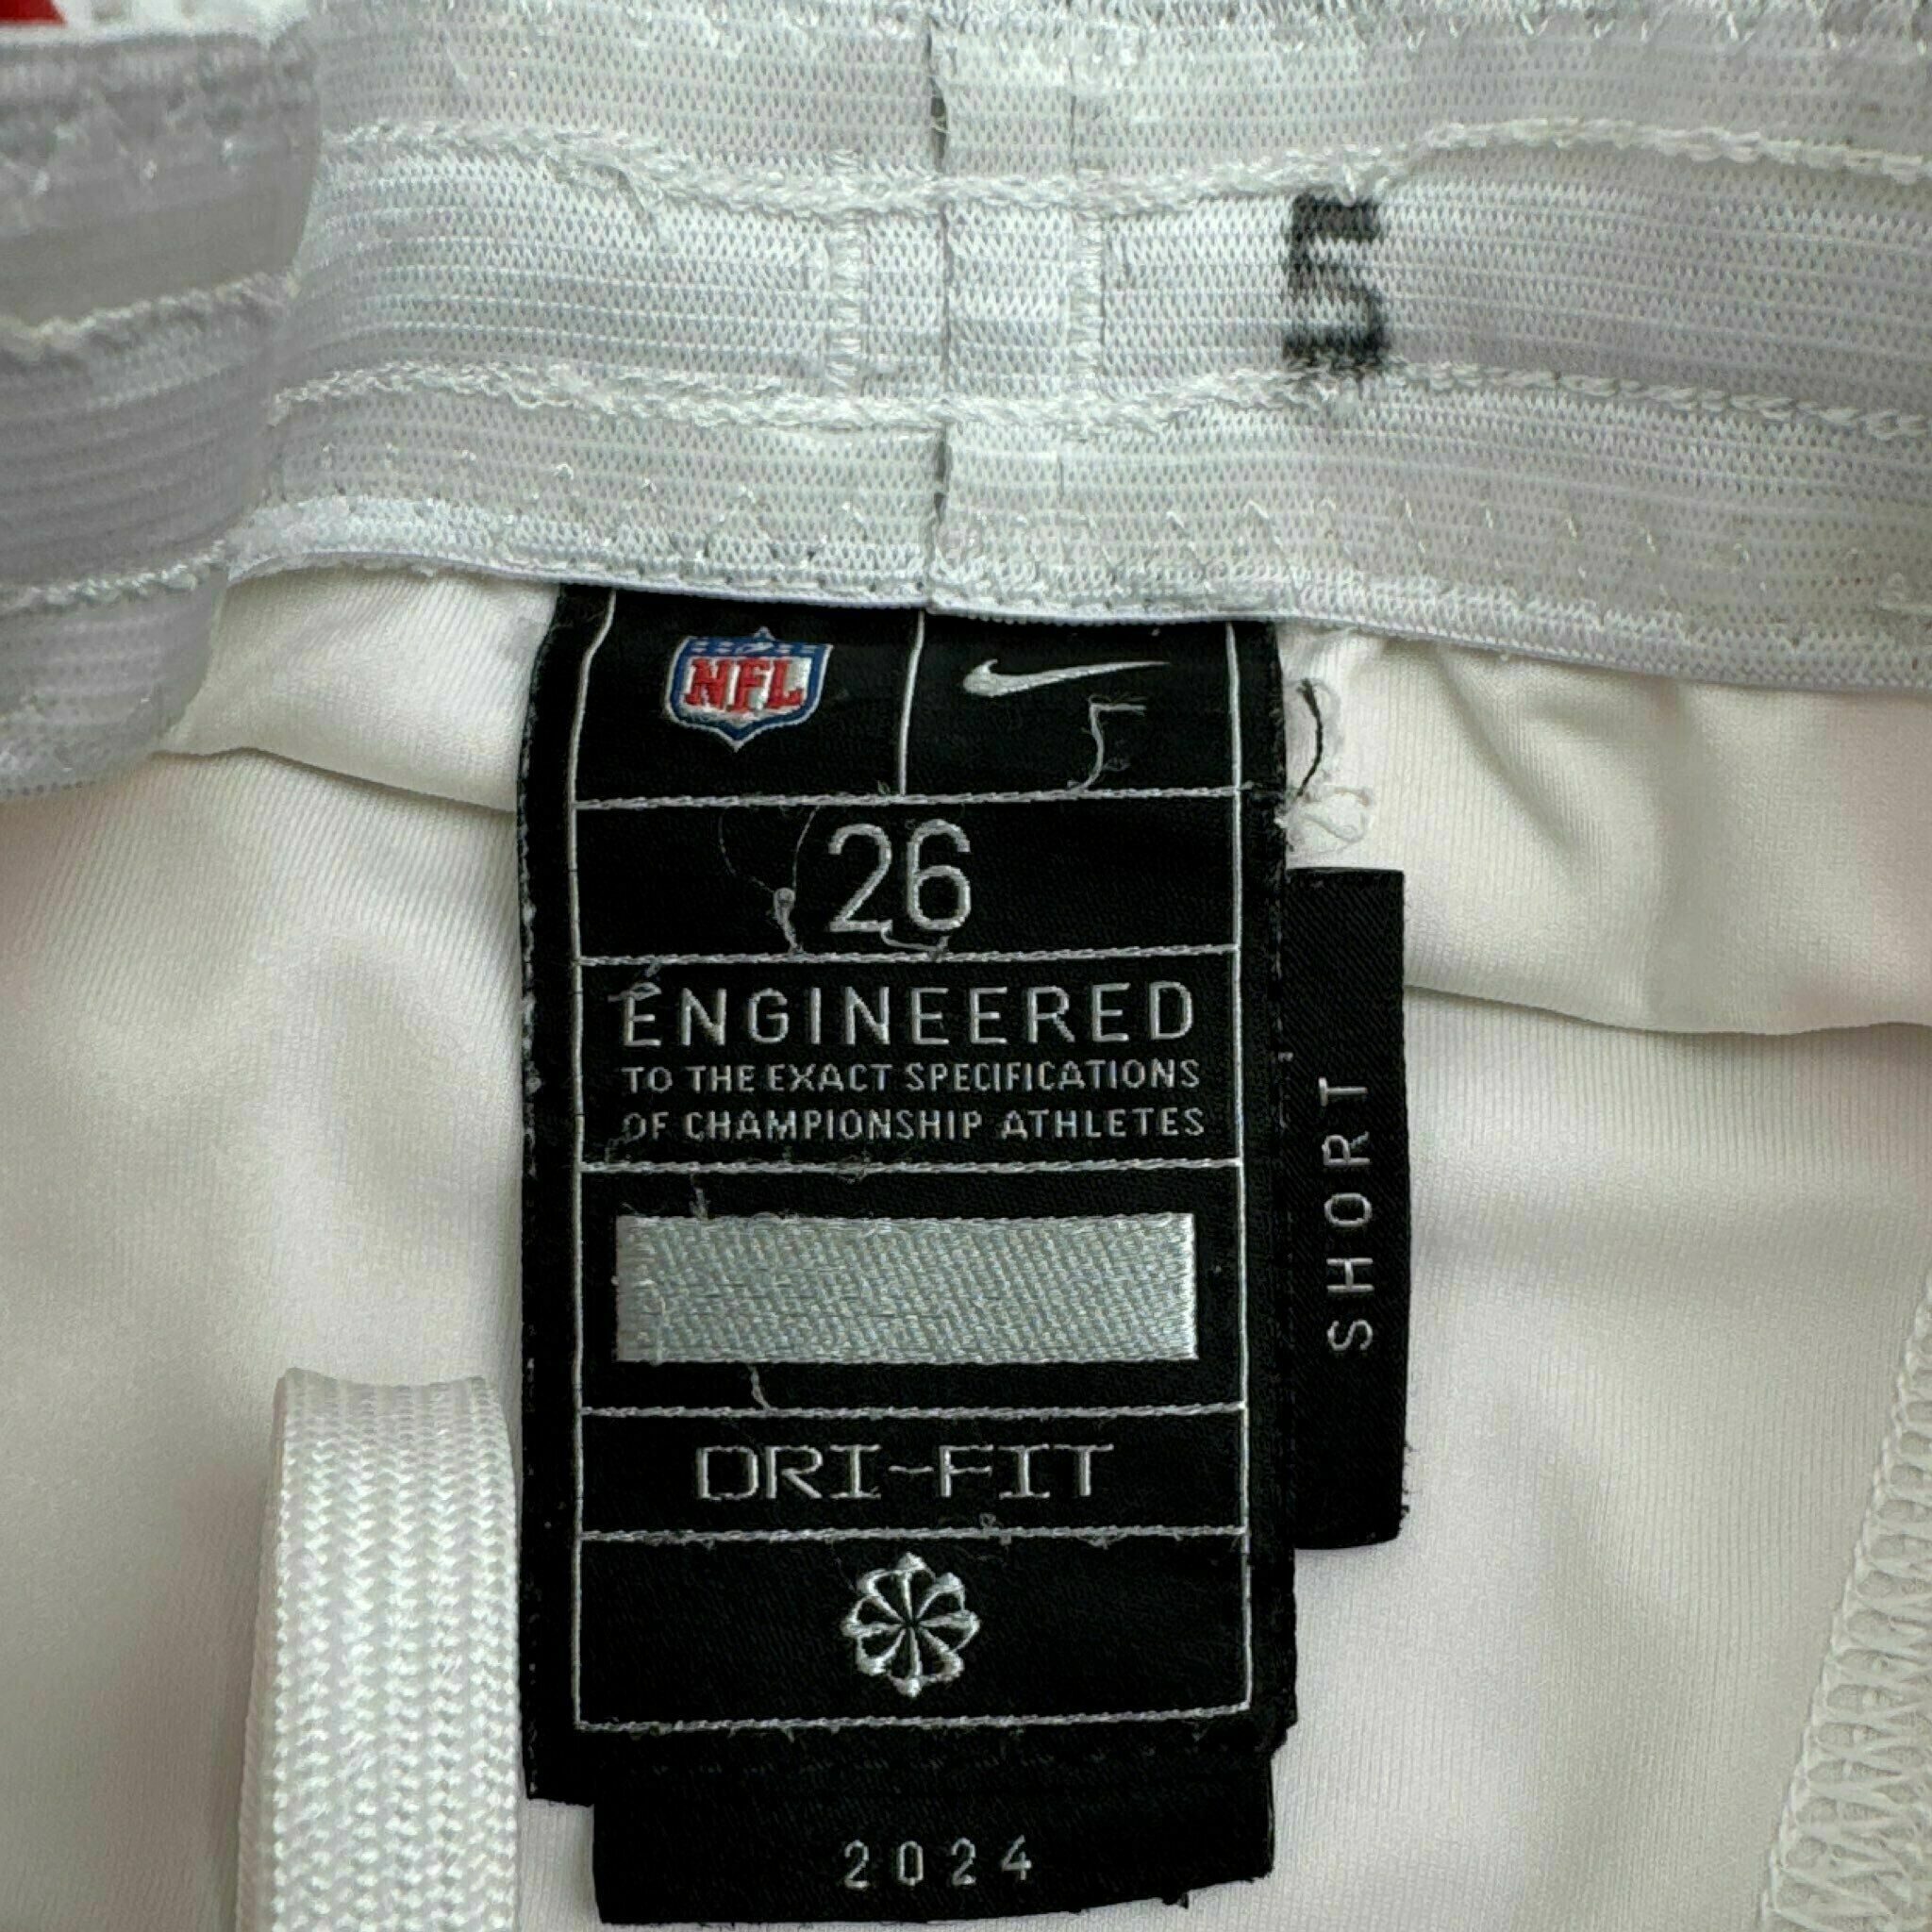 5
NFL
26
ENGINEERED
TO THE EXACT SPECIFICATIONS
OF CHAMPIONSHIP ATHLETES
SHORT
DRI-FIT
2024